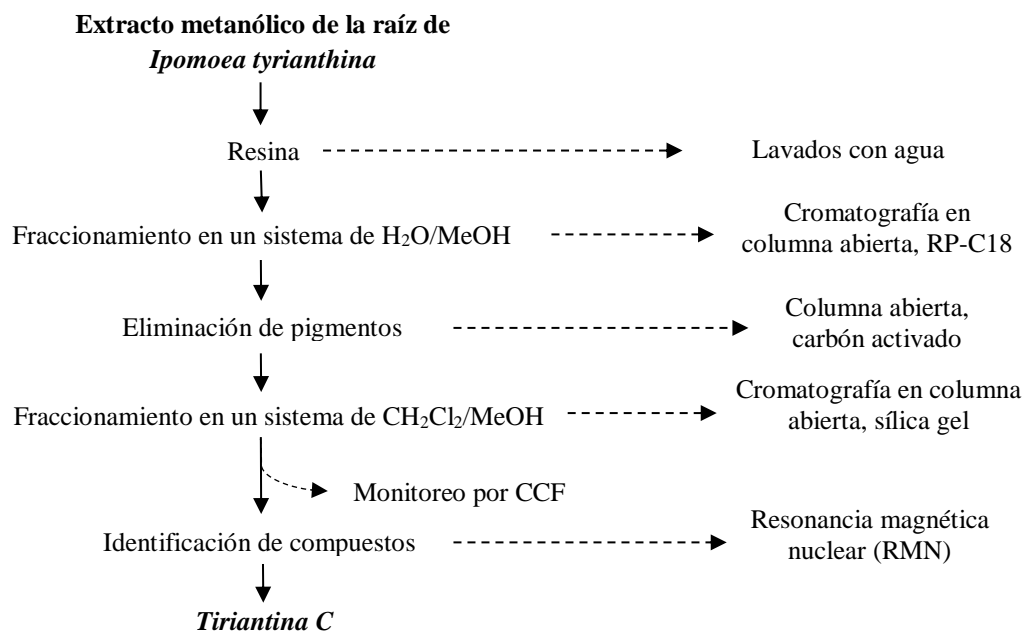 Extracto metanólico de la raíz de
Ipomoea tyrianthina
Resina
Lavados con agua
Fraccionamiento en un sistema de H₂O/MeOH
Cromatografía en
columna abierta, RP-C18
Eliminación de pigmentos
Columna abierta,
carbón activado
Fraccionamiento en un sistema de CH₂Cl₂/MeOH
Cromatografía en columna
abierta, sílica gel
Monitoreo por CCF
Identificación de compuestos
Resonancia magnética
nuclear (RMN)
Tiriantina C